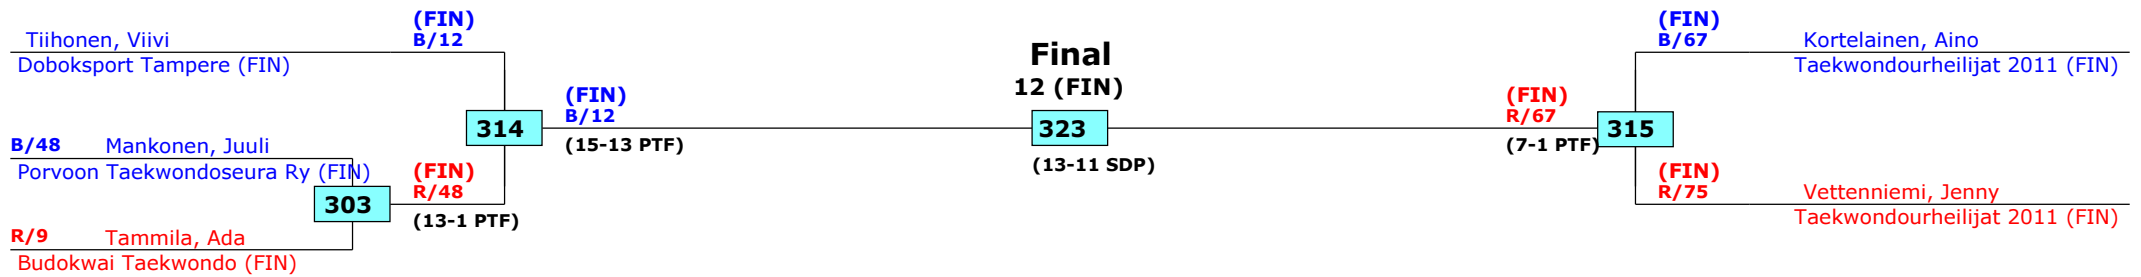 Tiihonen, Viivi
Doboksport Tampere (FIN)
(FIN)
B/12
B/48 Mankonen, Juuli
Porvoon Taekwondoseura Ry (FIN)
R/9 Tammila, Ada
Budokwai Taekwondo (FIN)
303
(FIN)
R/48
(13-1 PTF)
314
(FIN)
B/12
(15-13 PTF)
Final
12 (FIN)
323
(13-11 SDP)
(FIN)
R/67
(7-1 PTF)
315
(FIN)
B/67
Kortelainen, Aino
Taekwondourheilijat 2011 (FIN)
(FIN)
R/75
Vettenniemi, Jenny
Taekwondourheilijat 2011 (FIN)